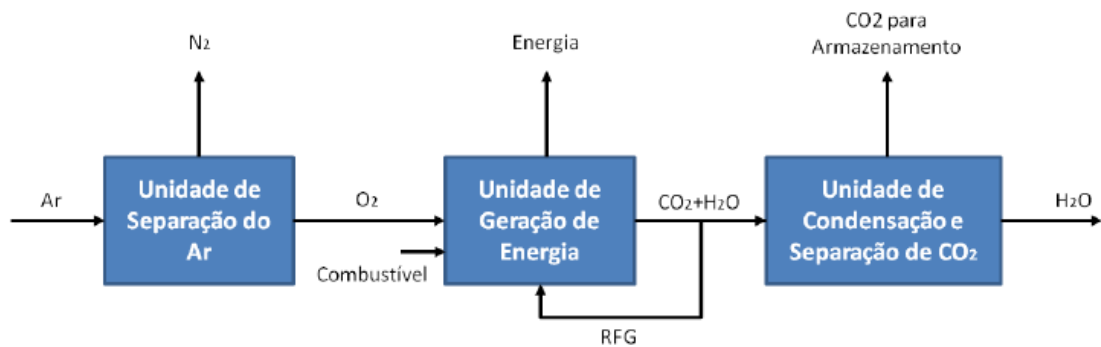 N₂
Energia
CO2 para
Armazenamento
Ar
Unidade de
Separação do
Ar
O₂
Combustível
Unidade de
Geração de
Energia
CO₂+H₂O
RFG
Unidade de
Condensação e
Separação de CO₂
H₂O